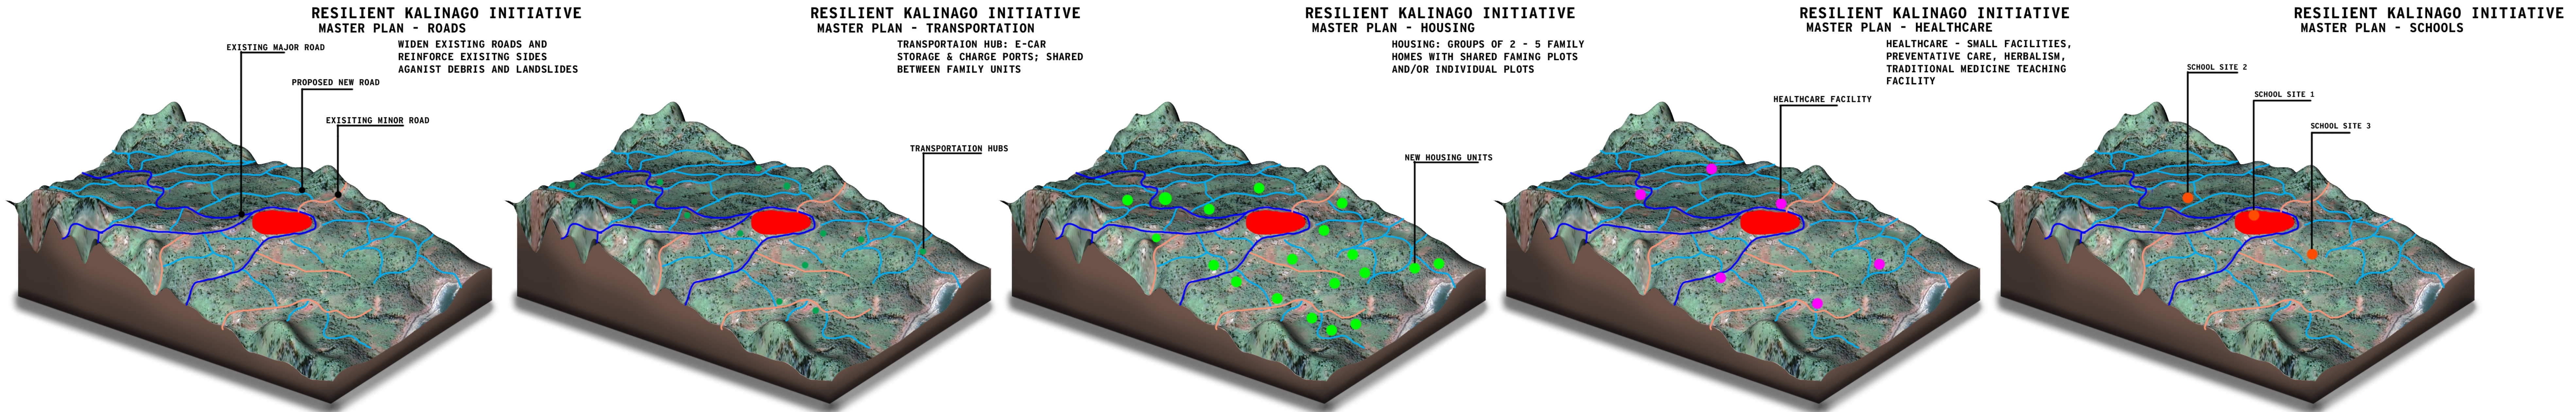 RESILIENT KALINAGO INITIATIVE
MASTER PLAN - ROADS
WIDEN EXISTING ROADS AND
REINFORCE EXISITNG SIDES
AGANIST DEBRIS AND LANDSLIDES
EXISTING MAJOR ROAD
PROPOSED NEW ROAD
EXISITING MINOR ROAD
RESILIENT KALINAGO INITIATIVE
MASTER PLAN - TRANSPORTATION
TRANSPORTAION HUB: E-CAR
STORAGE & CHARGE PORTS; SHARED
BETWEEN FAMILY UNITS
TRANSPORTATION HUBS
RESILIENT KALINAGO INITIATIVE
MASTER PLAN - HOUSING
HOUSING: GROUPS OF 2 - 5 FAMILY
HOMES WITH SHARED FAMING PLOTS
AND/OR INDIVIDUAL PLOTS
NEW HOUSING UNITS
RESILIENT KALINAGO INITIATIVE
MASTER PLAN - HEALTHCARE
HEALTHCARE - SMALL FACILITIES,
PREVENTATIVE CARE, HERBALISM,
TRADITIONAL MEDICINE TEACHING
FACILITY
HEALTHCARE FACILITY
RESILIENT KALINAGO INITIATIVE
MASTER PLAN - SCHOOLS
SCHOOL SITE 2
SCHOOL SITE 1
SCHOOL SITE 3